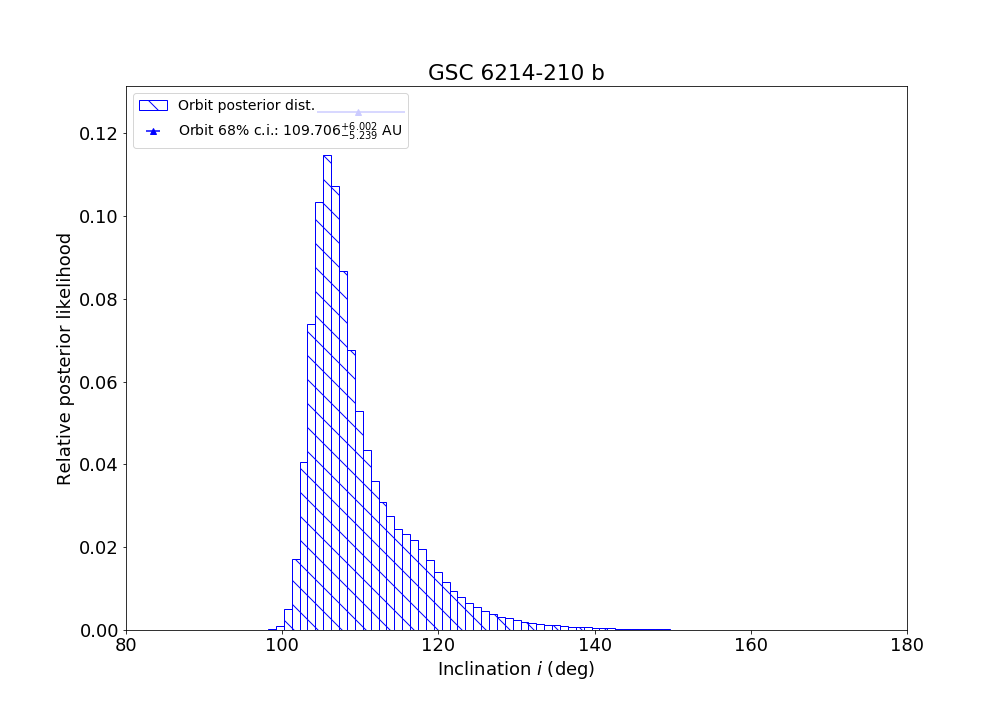 GSC 6214-210 b
Orbit posterior dist.
Orbit 68% c.i.: 109.706$^{+6.002}_{-5.239}$ AU
Relative posterior likelihood
0.12
0.10
0.08
0.06
0.04
0.02
0.00
80 100 120 140 160 180
Inclination i (deg)